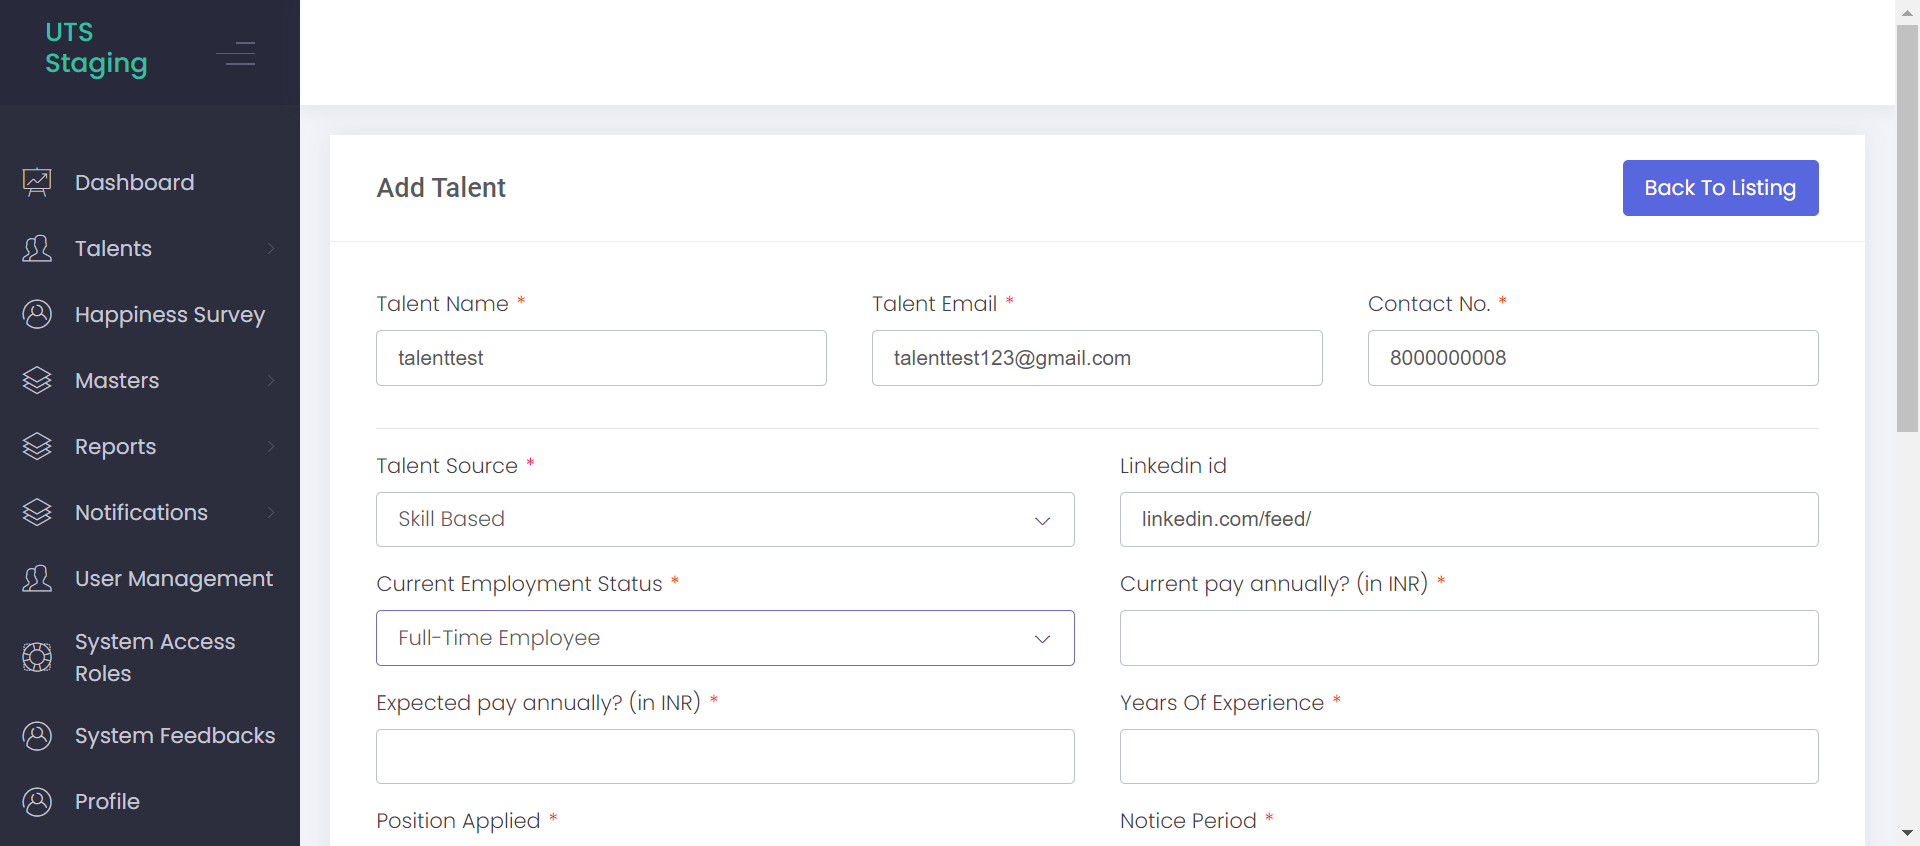 UTS
Staging
Dashboard
Talents
Happiness Survey
Masters
Reports
Notifications
User Management
System Access
Roles
System Feedbacks
Profile
Add Talent
Back To Listing
Talent Name *
Talent Email *
Contact No. *
talenttest
talenttest123@gmail.com
8000000008
Talent Source *
Linkedin id
Skill Based
linkedin.com/feed/
Current Employment Status *
Current pay annually? (in INR) *
Full-Time Employee
Expected pay annually? (in INR) *
Years Of Experience *
Position Applied *
Notice Period *